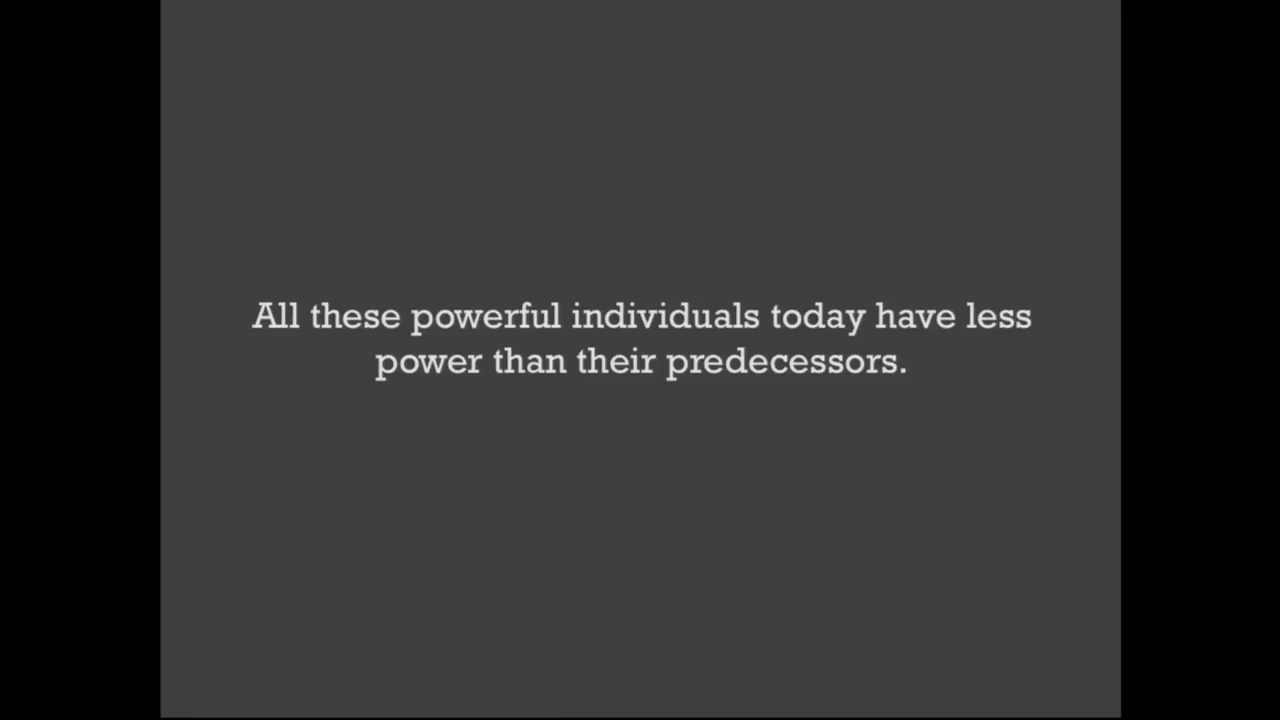 All these powerful individuals today have less
power than their predecessors.